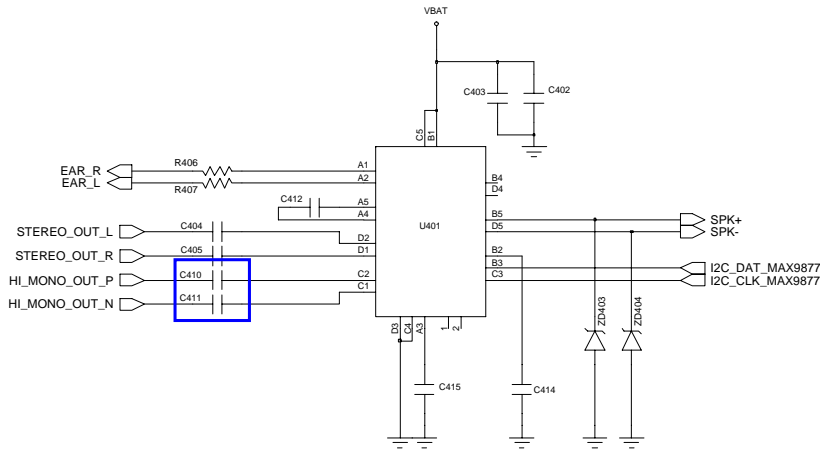 VBAT
C403
C402
C5
B1
EAR_R
R406
A1
EAR_L
R407
A2
B4
D4
C412
A5
A4
U401
B5
SPK+
STEREO_OUT_L
C404
D2
D5
SPK-
STEREO_OUT_R
C405
D1
B2
B3
I2C_DAT_MAX9877
HI_MONO_OUT_P
C410
C2
C3
I2C_CLK_MAX9877
HI_MONO_OUT_N
C411
C1
ZD403
ZD404
D3
C4
A3
1
2
C415
C414